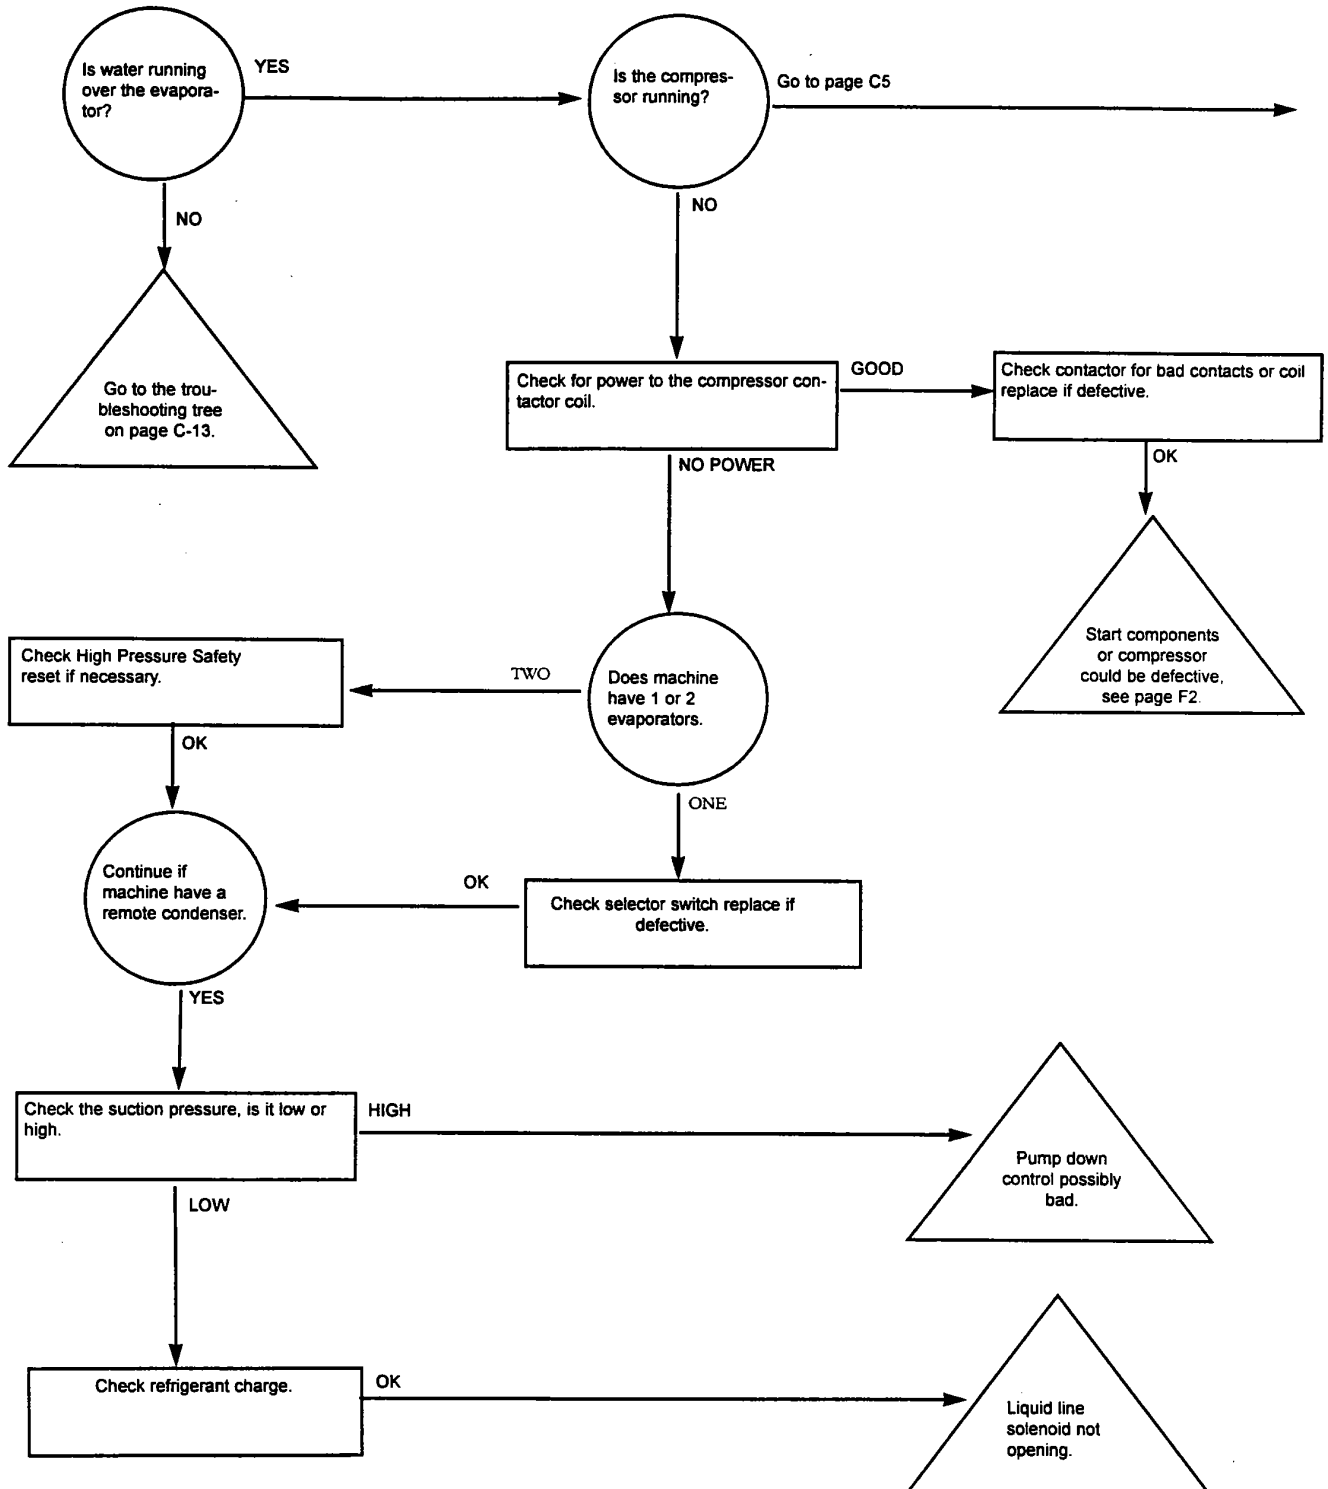 Is water running
over the evapora-
tor?
YES
Is the compres-
sor running?
Go to page C5
NO
NO
Go to the trou-
bleshooting tree
on page C-13.
Check for power to the compressor con-
tactor coil.
GOOD
Check contactor for bad contacts or coil
replace if defective.
NO POWER
OK
Start components
or compressor
could be defective,
see page F2.
Check High Pressure Safety
reset if necessary.
TWO
Does machine
have 1 or 2
evaporators.
OK
ONE
Continue if
machine have a
remote condenser.
OK
Check selector switch replace if
defective.
YES
Check the suction pressure, is it low or
high.
HIGH
Pump down
control possibly
bad.
LOW
Check refrigerant charge.
OK
Liquid line
solenoid not
opening.